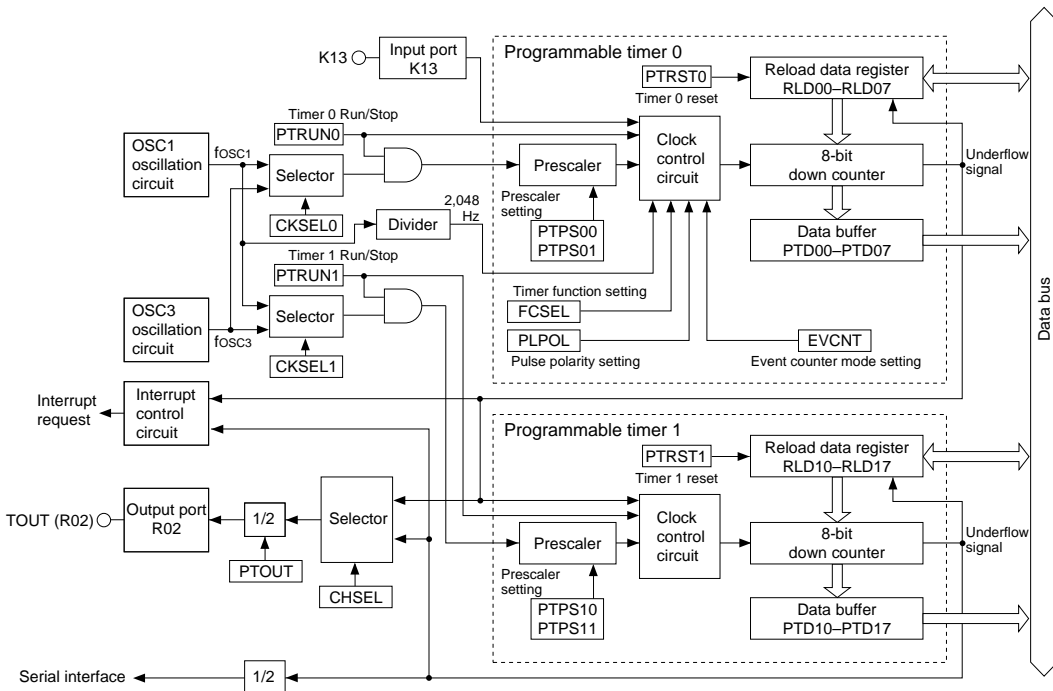 K13
Input port
K13
Programmable timer 0
PTRST0
Timer 0 reset
Reload data register
RLD00–RLD07
Timer 0 Run/Stop
PTRUN0
OSC1
oscillation
circuit
fOSC1
Selector
CKSEL0
Prescaler
Prescaler
setting
PTPS00
PTPS01
Clock
control
circuit
8-bit
down counter
Underflow
signal
2,048
Hz
Divider
Data buffer
PTD00–PTD07
Timer 1 Run/Stop
PTRUN1
OSC3
oscillation
circuit
fOSC3
Selector
CKSEL1
Timer function setting
FCSEL
PLPOL
Pulse polarity setting
EVCNT
Event counter mode setting
Data bus
Interrupt
request
Interrupt
control
circuit
Programmable timer 1
PTRST1
Timer 1 reset
Reload data register
RLD10–RLD17
TOUT (R02)
Output port
R02
1/2
PTOUT
Selector
CHSEL
Prescaler
Prescaler
setting
PTPS10
PTPS11
Clock
control
circuit
8-bit
down counter
Underflow
signal
Data buffer
PTD10–PTD17
Serial interface
1/2